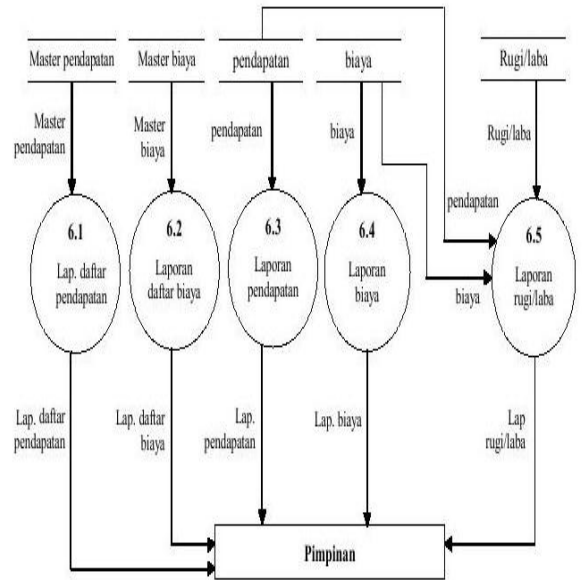 Master pendapatan
Master biaya
pendapatan
biaya
Rugi/laba
Master
pendapatan
Master
biaya
pendapatan
biaya
Rugi/laba
pendapatan
biaya
6.1
Lap. daftar
pendapatan
6.2
Laporan
daftar biaya
6.3
Laporan
pendapatan
6.4
Laporan
biaya
6.5
Laporan
rugi/laba
Lap. daftar
pendapatan
Lap. daftar
biaya
Lap.
pendapatan
Lap. biaya
Lap
rugi/laba
Pimpinan